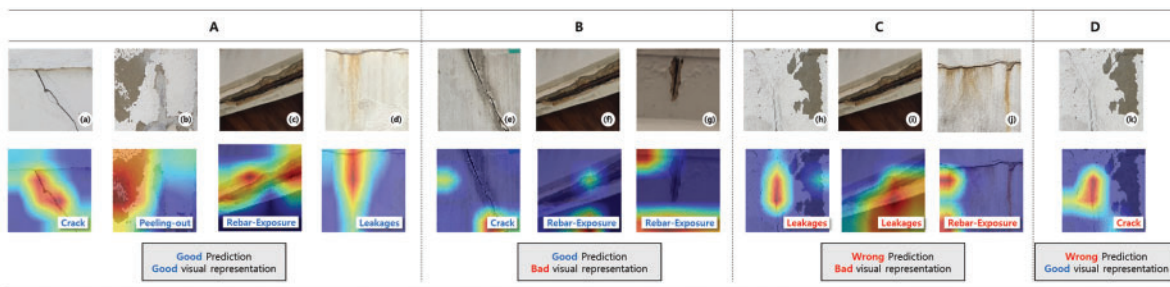 A B C D
(a) (b) (c) (d) (e) (f) (g) (h) (i) (j) (k)
Crack Peeling-out Rebar-Exposure Leakages Crack Rebar-Exposure Rebar-Exposure Leakages Leakages Rebar-Exposure Crack
Good Prediction
Good visual representation
Good Prediction
Bad visual representation
Wrong Prediction
Bad visual representation
Wrong Prediction
Good visual representation